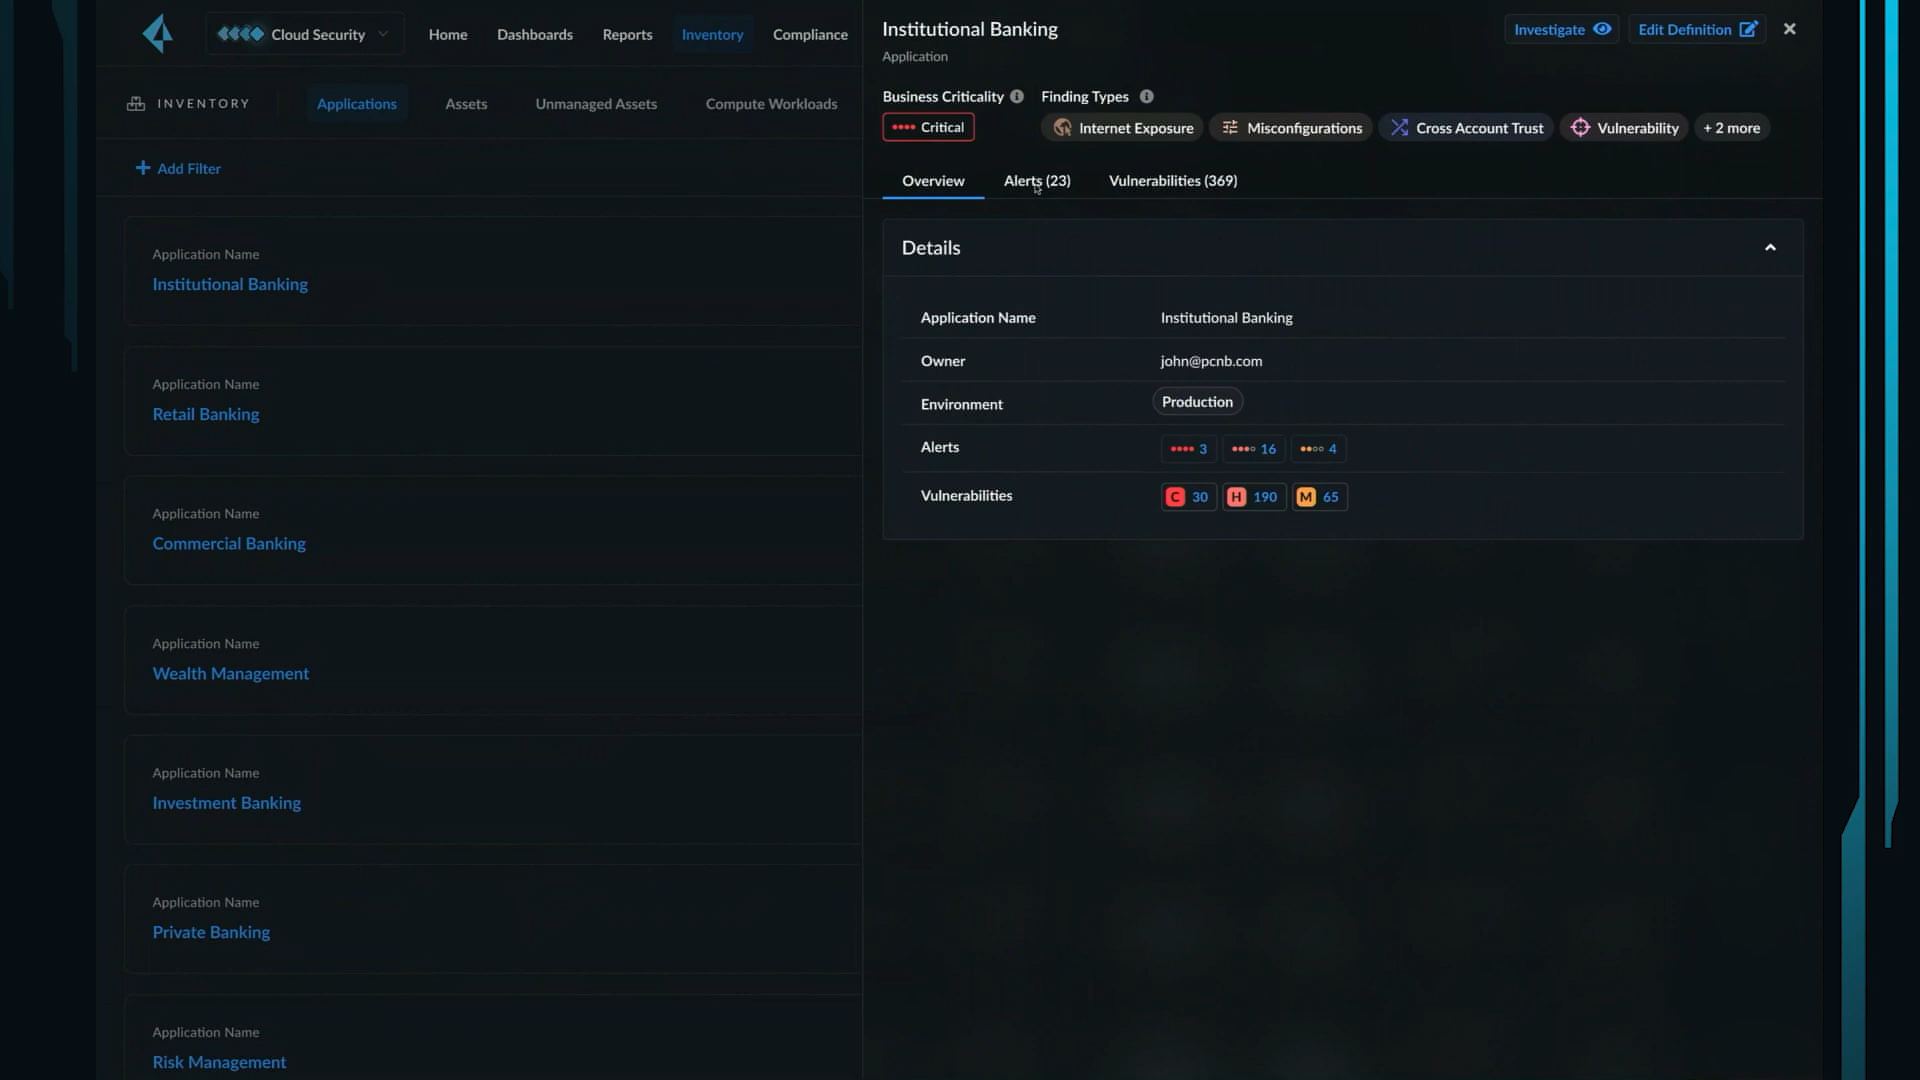 Cloud Security
Home
Dashboards
Reports
Inventory
Compliance
INVENTORY
Applications
Assets
Unmanaged Assets
Compute Workloads
Add Filter
Application Name
Institutional Banking
Application Name
Retail Banking
Application Name
Commercial Banking
Application Name
Wealth Management
Application Name
Investment Banking
Application Name
Private Banking
Application Name
Risk Management
Institutional Banking
Application
Investigate
Edit Definition
Business Criticality
Critical
Finding Types
Internet Exposure
Misconfigurations
Cross Account Trust
Vulnerability
+ 2 more
Overview
Alerts (23)
Vulnerabilities (369)
Details
Application Name Institutional Banking
Owner john@pcnb.com
Environment Production
Alerts 3 16 4
Vulnerabilities C 30 H 190 M 65